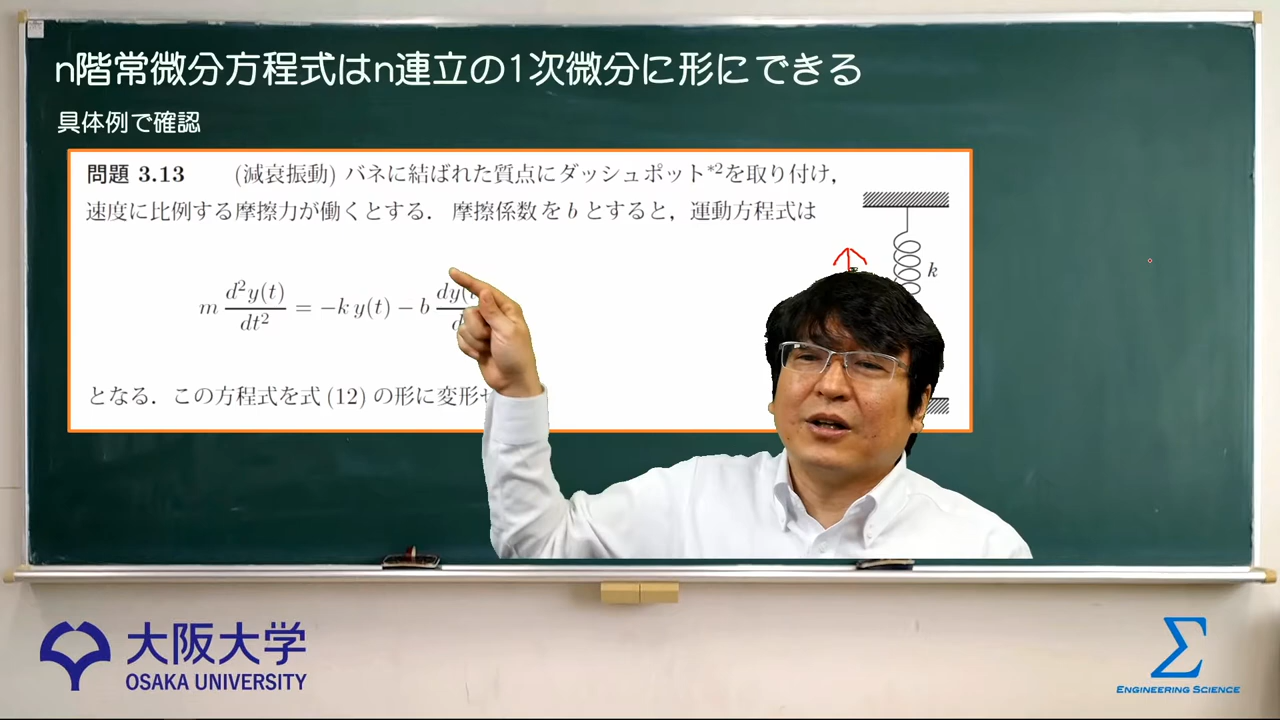 n階常微分方程式はn連立の1次微分に形にできる
具体例で確認
問題 3.13 (減衰振動) バネに結ばれた質点にダッシュポット*2を取り付け,
速度に比例する摩擦力が働くとする. 摩擦係数を b とすると, 運動方程式は
k
m d²y(t)/dt² = −k y(t) − b dy(t
となる. この方程式を式 (12) の形に変形せ
大阪大学
OSAKA UNIVERSITY
Σ
ENGINEERING SCIENCE